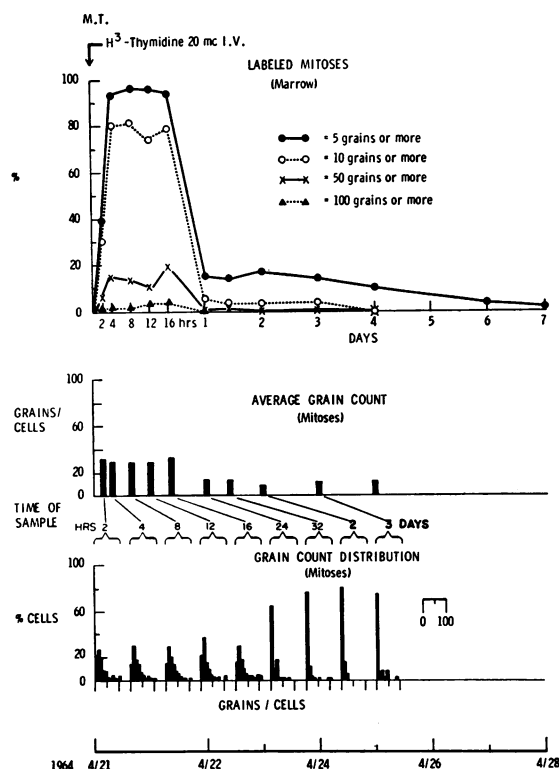 M.T.
H3-Thymidine 20 mc I.V.
LABELED MITOSES
(Marrow)
100
80
60
40
20
0
%
= 5 grains or more
= 10 grains or more
= 50 grains or more
= 100 grains or more
2 4 8 12 16 hrs 1 2 3 4 5 6 7
DAYS
100
60
20
0
GRAINS/
CELLS
AVERAGE GRAIN COUNT
(Mitoses)
TIME OF
SAMPLE
HRS 2 4 8 12 16 24 32 2 3 DAYS
GRAIN COUNT DISTRIBUTION
(Mitoses)
100
60
20
0
% CELLS
0 100
GRAINS / CELLS
1964 4/21 4/22 4/24 4/26 4/28